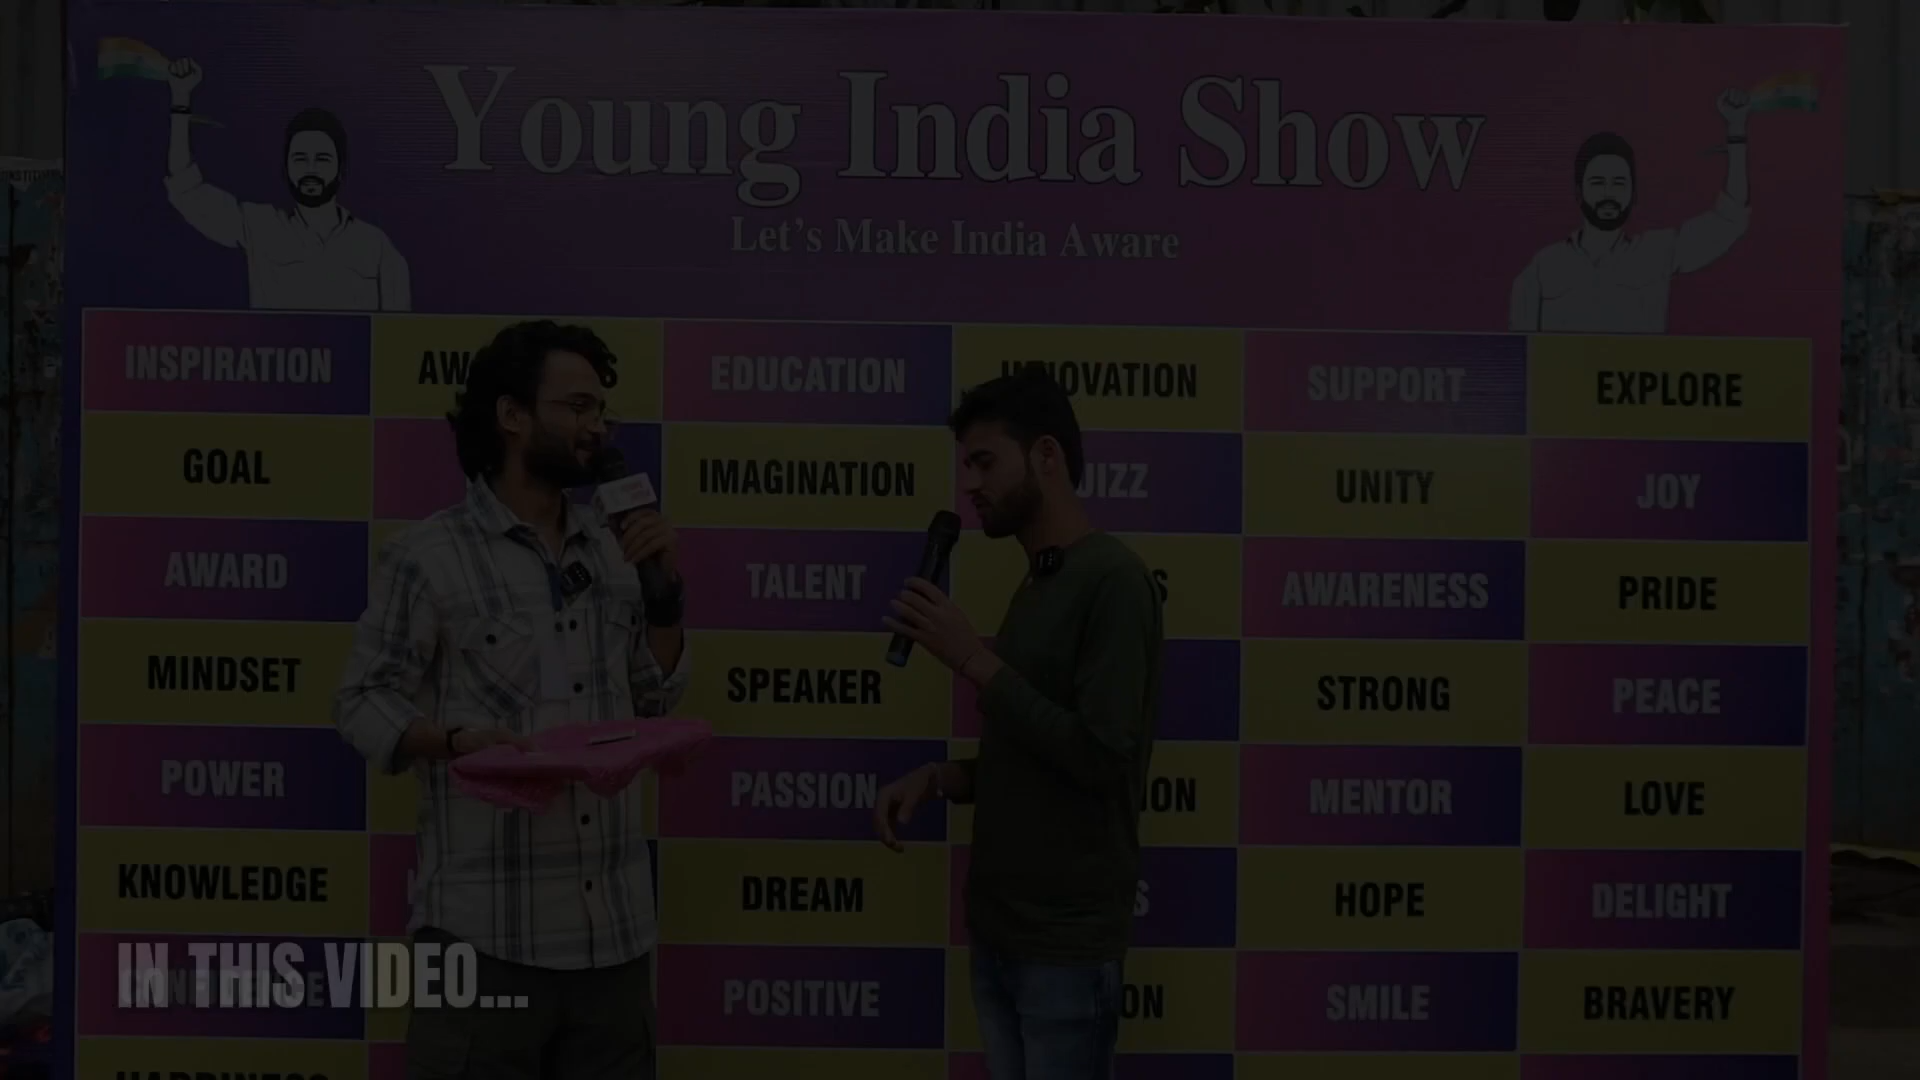 Young India Show
Let's Make India Aware
INSPIRATION
EDUCATION
SUPPORT
EXPLORE
GOAL
IMAGINATION
UNITY
JOY
AWARD
TALENT
AWARENESS
PRIDE
MINDSET
SPEAKER
STRONG
PEACE
POWER
PASSION
MENTOR
LOVE
KNOWLEDGE
DREAM
HOPE
DELIGHT
IN THIS VIDEO...
POSITIVE
SMILE
BRAVERY